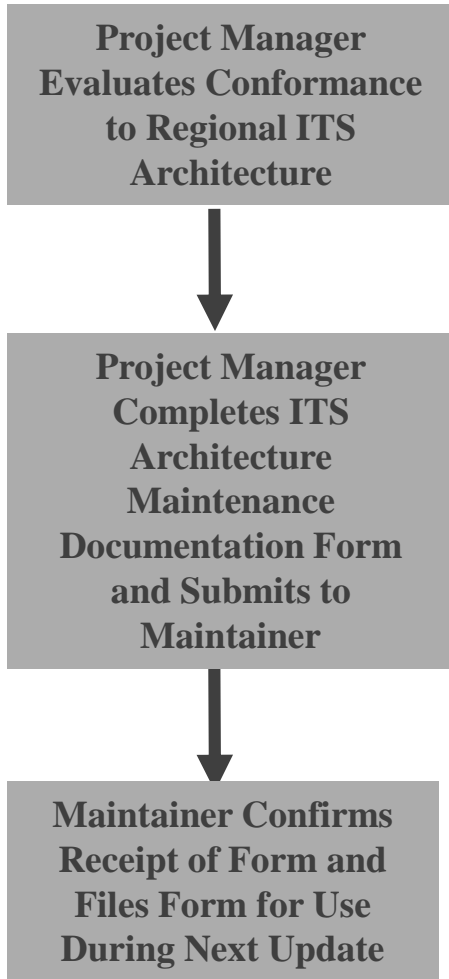 Project Manager
Evaluates Conformance
to Regional ITS
Architecture
Project Manager
Completes ITS
Architecture
Maintenance
Documentation Form
and Submits to
Maintainer
Maintainer Confirms
Receipt of Form and
Files Form for Use
During Next Update